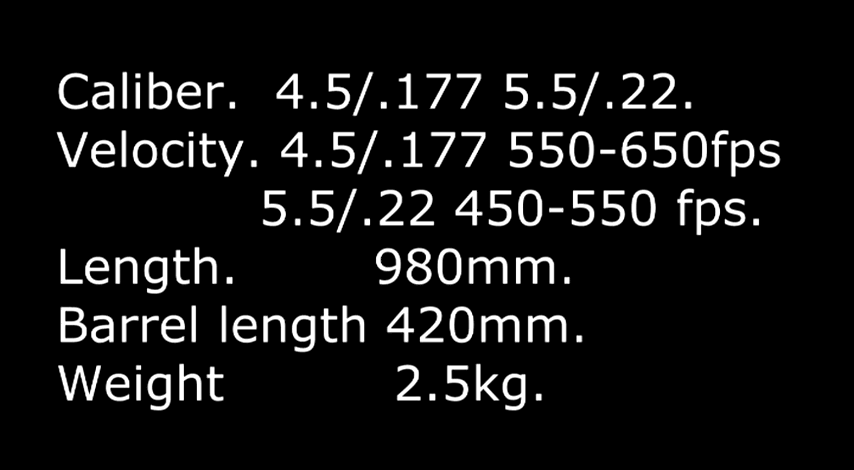 Caliber. 4.5/.177 5.5/.22.
Velocity. 4.5/.177 550-650fps
5.5/.22 450-550 fps.
Length. 980mm.
Barrel length 420mm.
Weight 2.5kg.